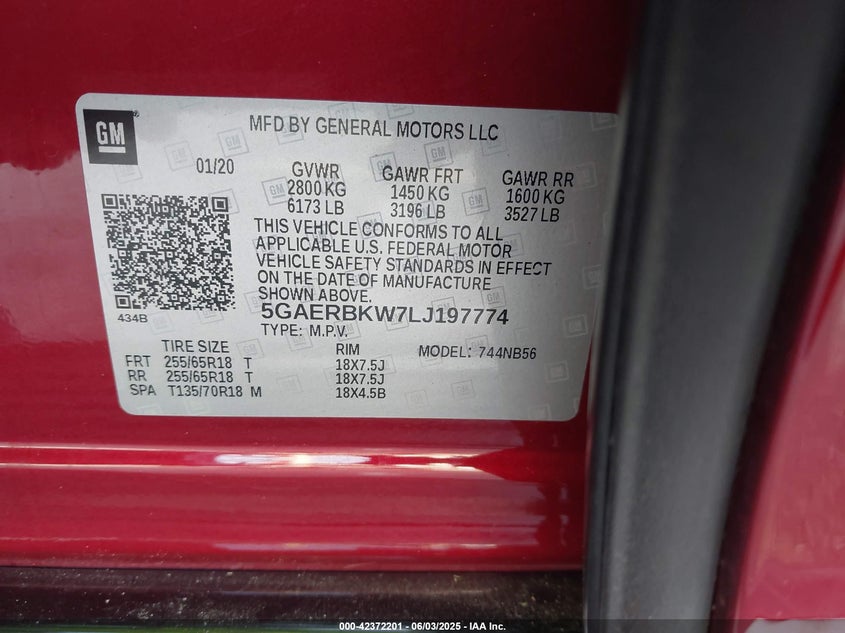 GM
MFD BY GENERAL MOTORS LLC
01/20 GVWR GAWR FRT GAWR RR
2800 KG 1450 KG 1600 KG
6173 LB 3196 LB 3527 LB
THIS VEHICLE CONFORMS TO ALL
APPLICABLE U.S. FEDERAL MOTOR
VEHICLE SAFETY STANDARDS IN EFFECT
ON THE DATE OF MANUFACTURE
SHOWN ABOVE.
434B
5GAERBKW7LJ197774
TYPE: M.P.V.
TIRE SIZE RIM MODEL: 744NB56
FRT 255/65R18 T 18X7.5J
RR 255/65R18 T 18X7.5J
SPA T135/70R18 M 18X4.5B
000-42372201 - 06/03/2025 - IAA Inc.